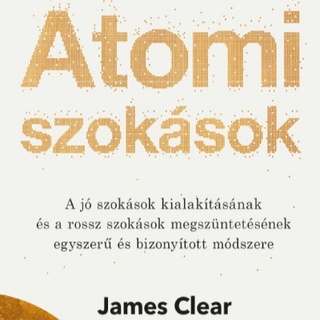 Atomi
szokások
A jó szokások kialakításának
és a rossz szokások megszüntetésének
egyszerű és bizonyított módszere
James Clear